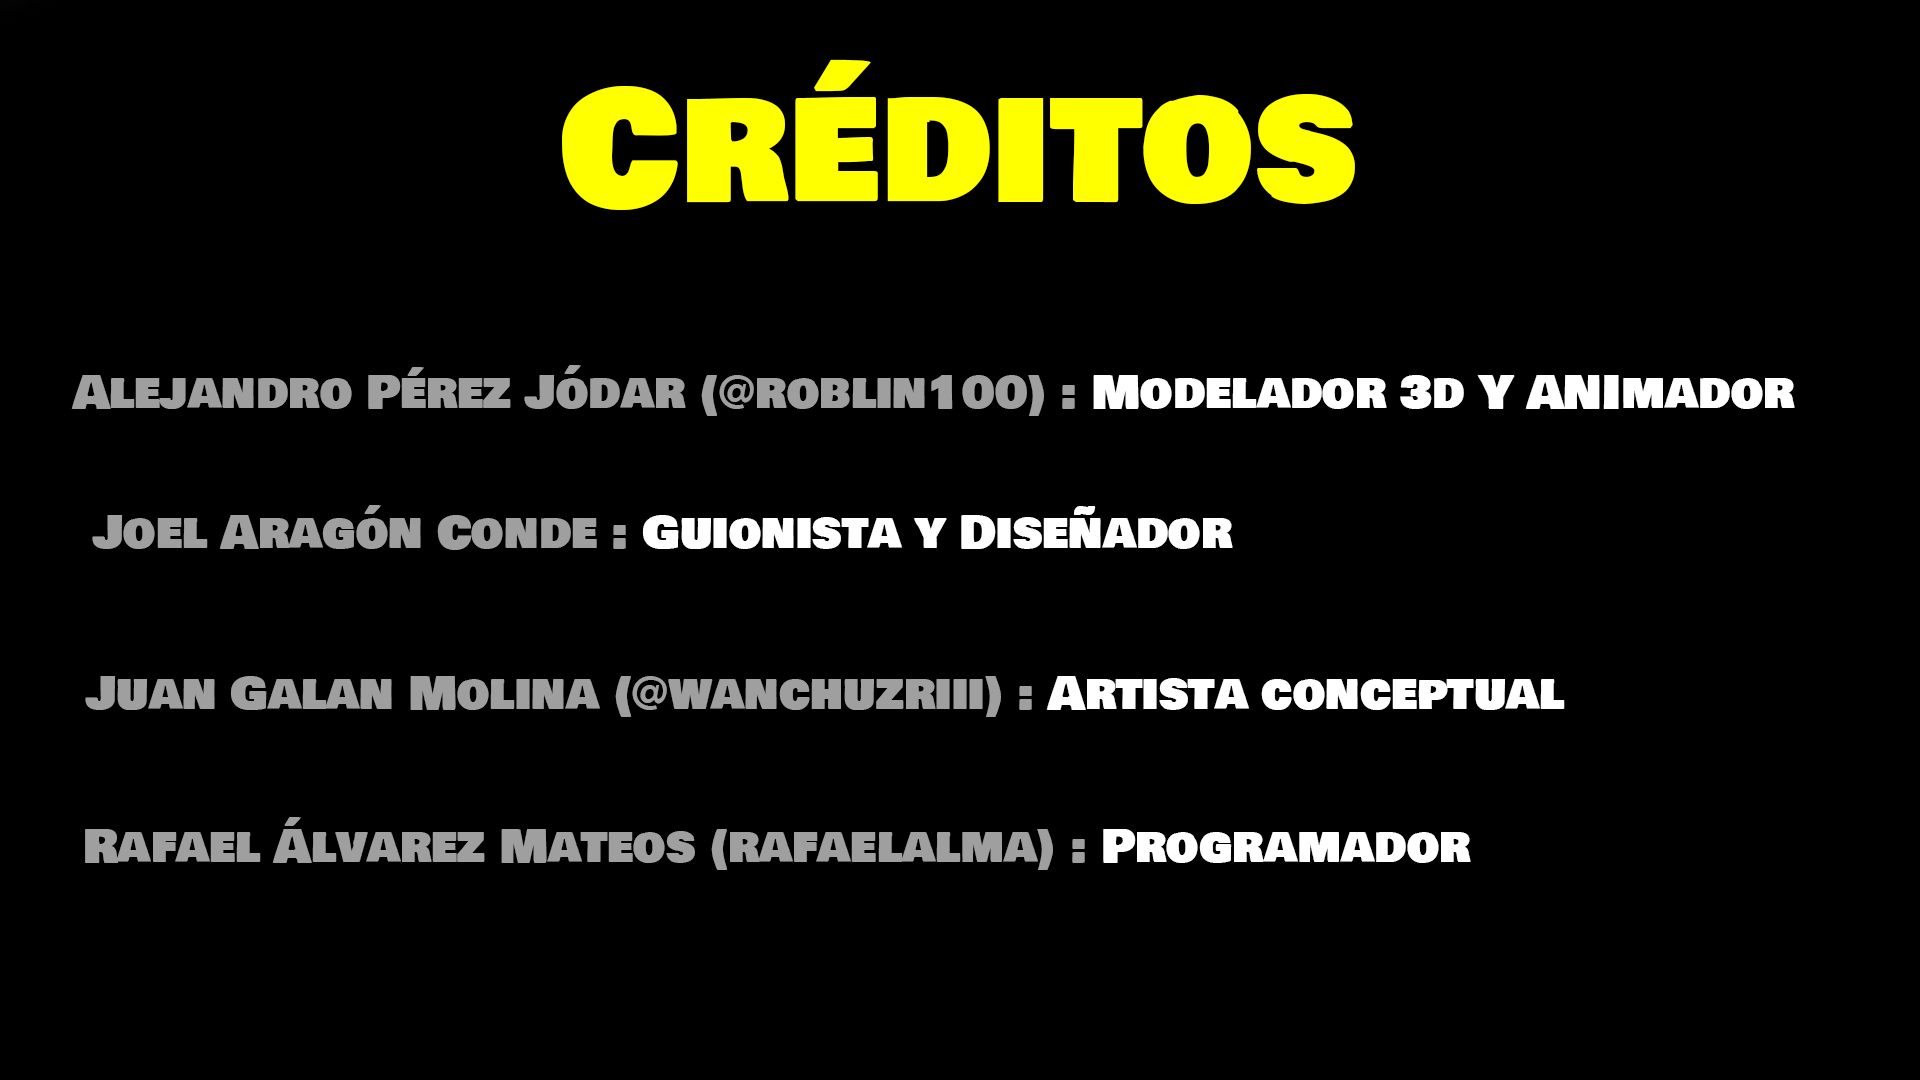 Créditos
Alejandro Pérez Jódar (@roblin100) : Modelador 3d Y ANImador
Joel Aragón Conde : Guionista y Diseñador
Juan Galan Molina (@wanchuzriii) : Artista conceptual
Rafael Álvarez Mateos (rafaelalma) : Programador